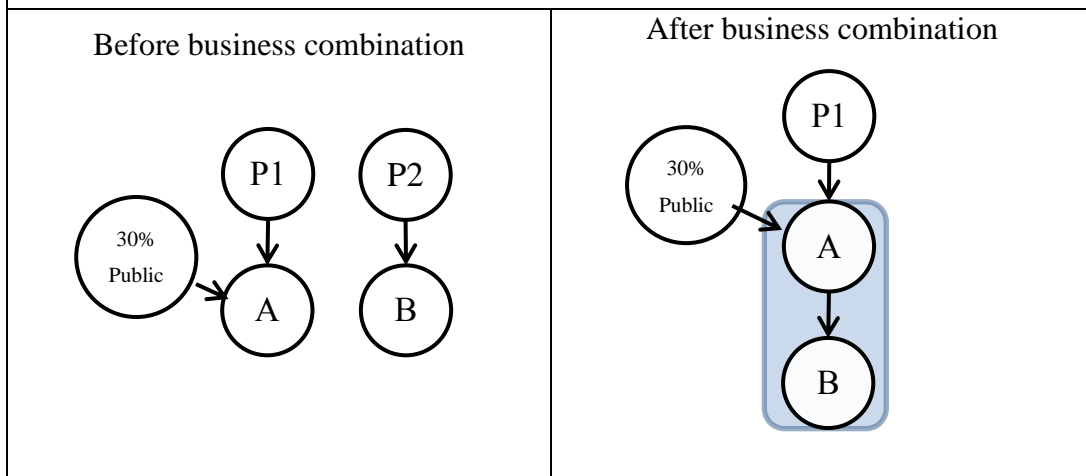 Before business combination
P1
P2
30%
Public
A
B
After business combination
P1
30%
Public
A
B